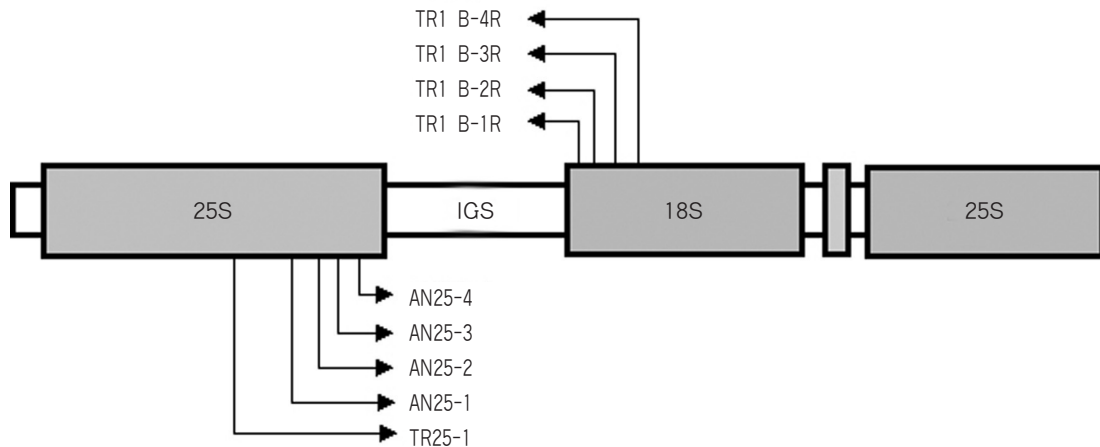 TR1 B-4R
TR1 B-3R
TR1 B-2R
TR1 B-1R
25S
IGS
18S
25S
AN25-4
AN25-3
AN25-2
AN25-1
TR25-1